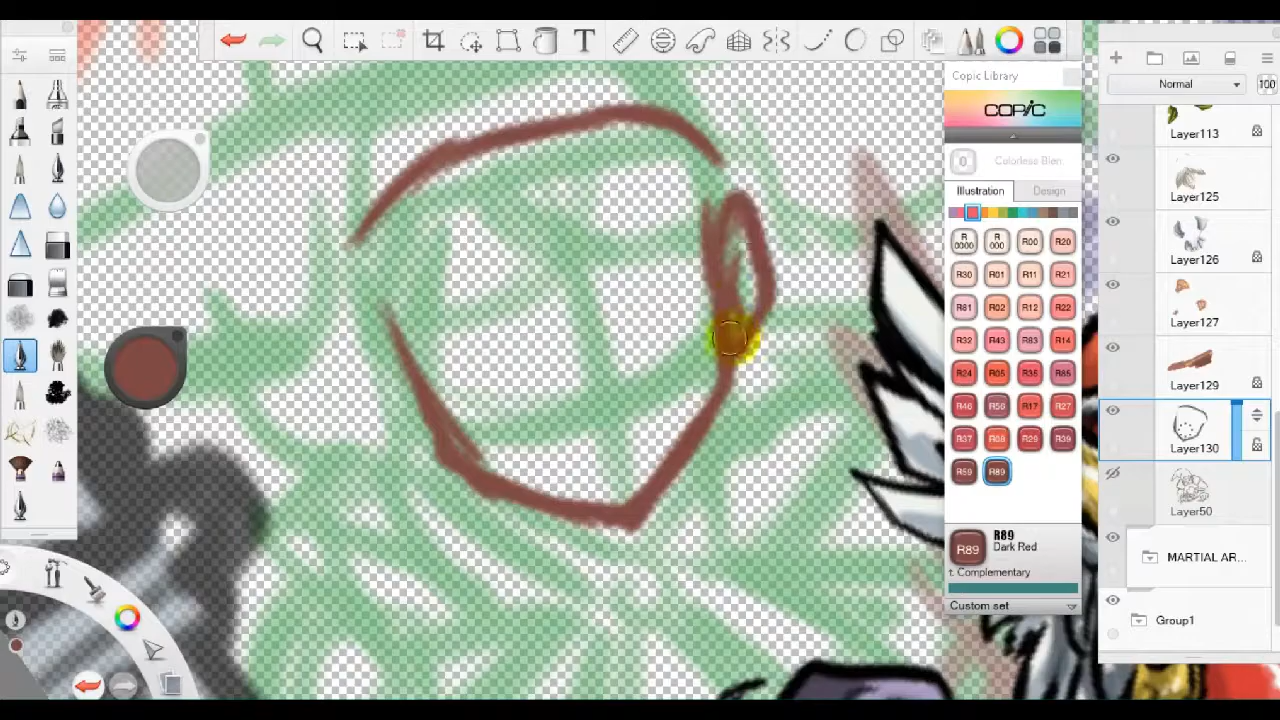 Copic Library
COPIC
0 Colorless Blen
Illustration Design
R0000 R000 R00 R20
R30 R01 R11 R21
R81 R02 R12 R22
R32 R43 R83 R14
R24 R05 R35 R85
R46 R56 R17 R27
R37 R08 R29 R39
R59 R89
R89
R89
Dark Red
t. Complementary
Custom set
Normal 100
Layer113
Layer125
Layer126
Layer127
Layer129
Layer130
Layer50
MARTIAL AR...
Group1